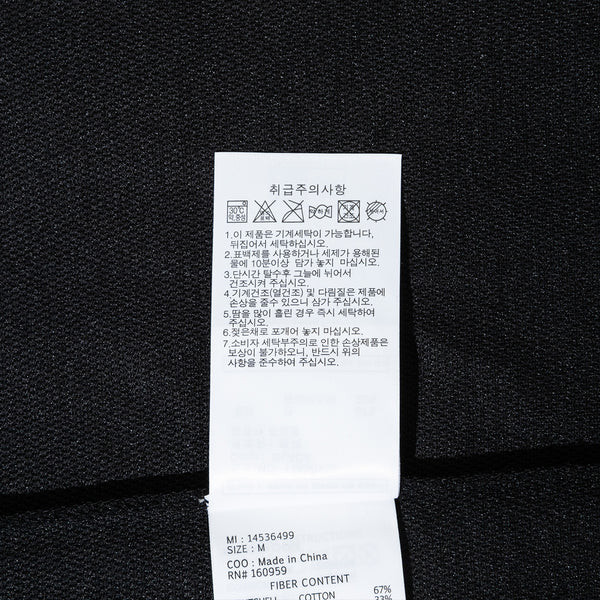 취급주의사항
30℃
약.중성
1.이 제품은 기계세탁이 가능합니다,
뒤집어서 세탁하십시오.
2.표백제를 사용하거나 세제가 용해된
물에 10분이상 담가 놓지 마십시오.
3.단시간 탈수후 그늘에 뉘어서
건조시켜 주십시오.
4.기계건조(열건조) 및 다림질은 제품에
손상을 줄수 있으니 삼가 주십시오.
5.땀을 많이 흘린 경우 즉시 세탁하여
주십시오.
6.젖은채로 포개어 놓지 마십시오.
7.소비자 세탁부주의로 인한 손상제품은
보상이 불가하오니, 반드시 위의
사항을 준수하여 주십시오.
MI : 14536499
SIZE : M
COO : Made in China
RN# 160959
FIBER CONTENT
67%
COTTON 33%